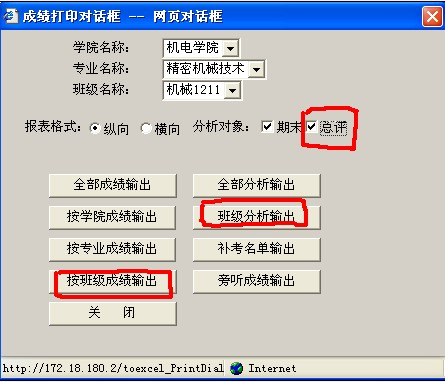 成绩打印对话框 -- 网页对话框
学院名称： 机电学院
专业名称： 精密机械技术
班级名称： 机械1211
报表格式： 纵向 横向 分析对象： 期末 总评
全部成绩输出 全部分析输出
按学院成绩输出 班级分析输出
按专业成绩输出 补考名单输出
按班级成绩输出 旁听成绩输出
关 闭
http://172.18.180.2/toexcel_PrintDial Internet